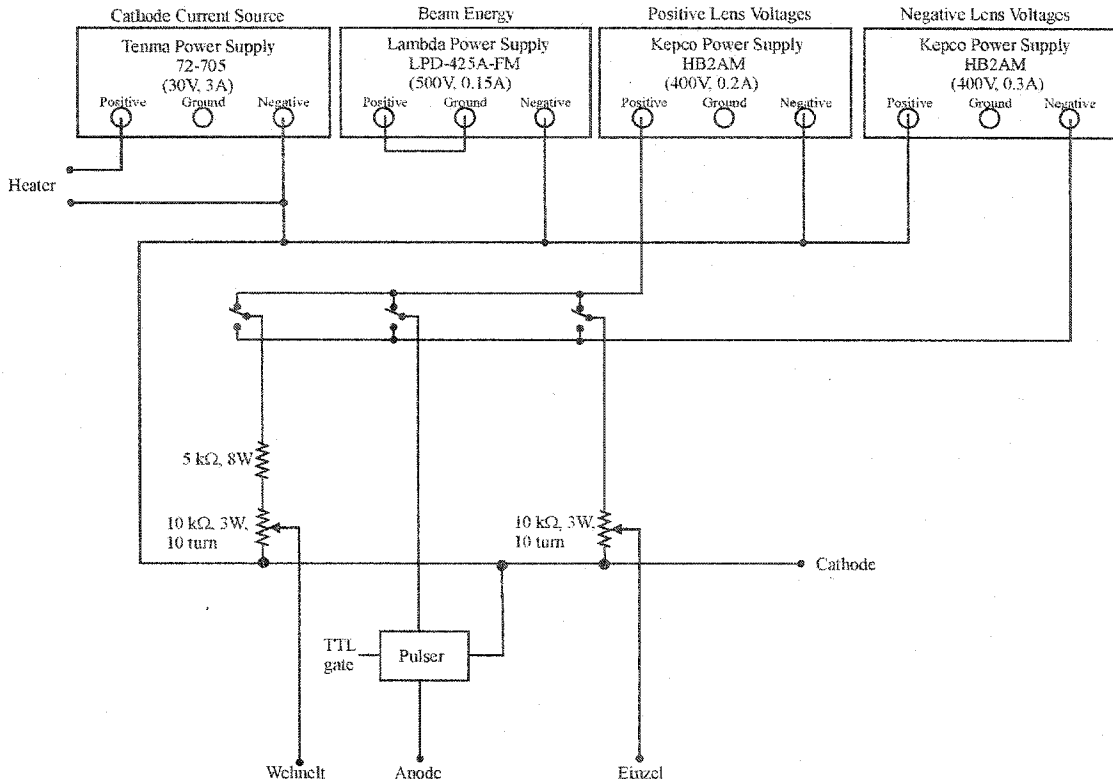 Cathode Current Source
Tenma Power Supply
72-705
(30V, 3A)
Positive Ground Negative
Beam Energy
Lambda Power Supply
LPD-425A-FM
(500V, 0.15A)
Positive Ground Negative
Positive Lens Voltages
Kepco Power Supply
HB2AM
(400V, 0.2A)
Positive Ground Negative
Negative Lens Voltages
Kepco Power Supply
HB2AM
(400V, 0.3A)
Positive Ground Negative
Heater
5 kΩ, 8W
10 kΩ, 3W,
10 turn
10 kΩ, 3W,
10 turn
Cathode
TTL
gate
Pulser
Wehnelt
Anode
Einzel